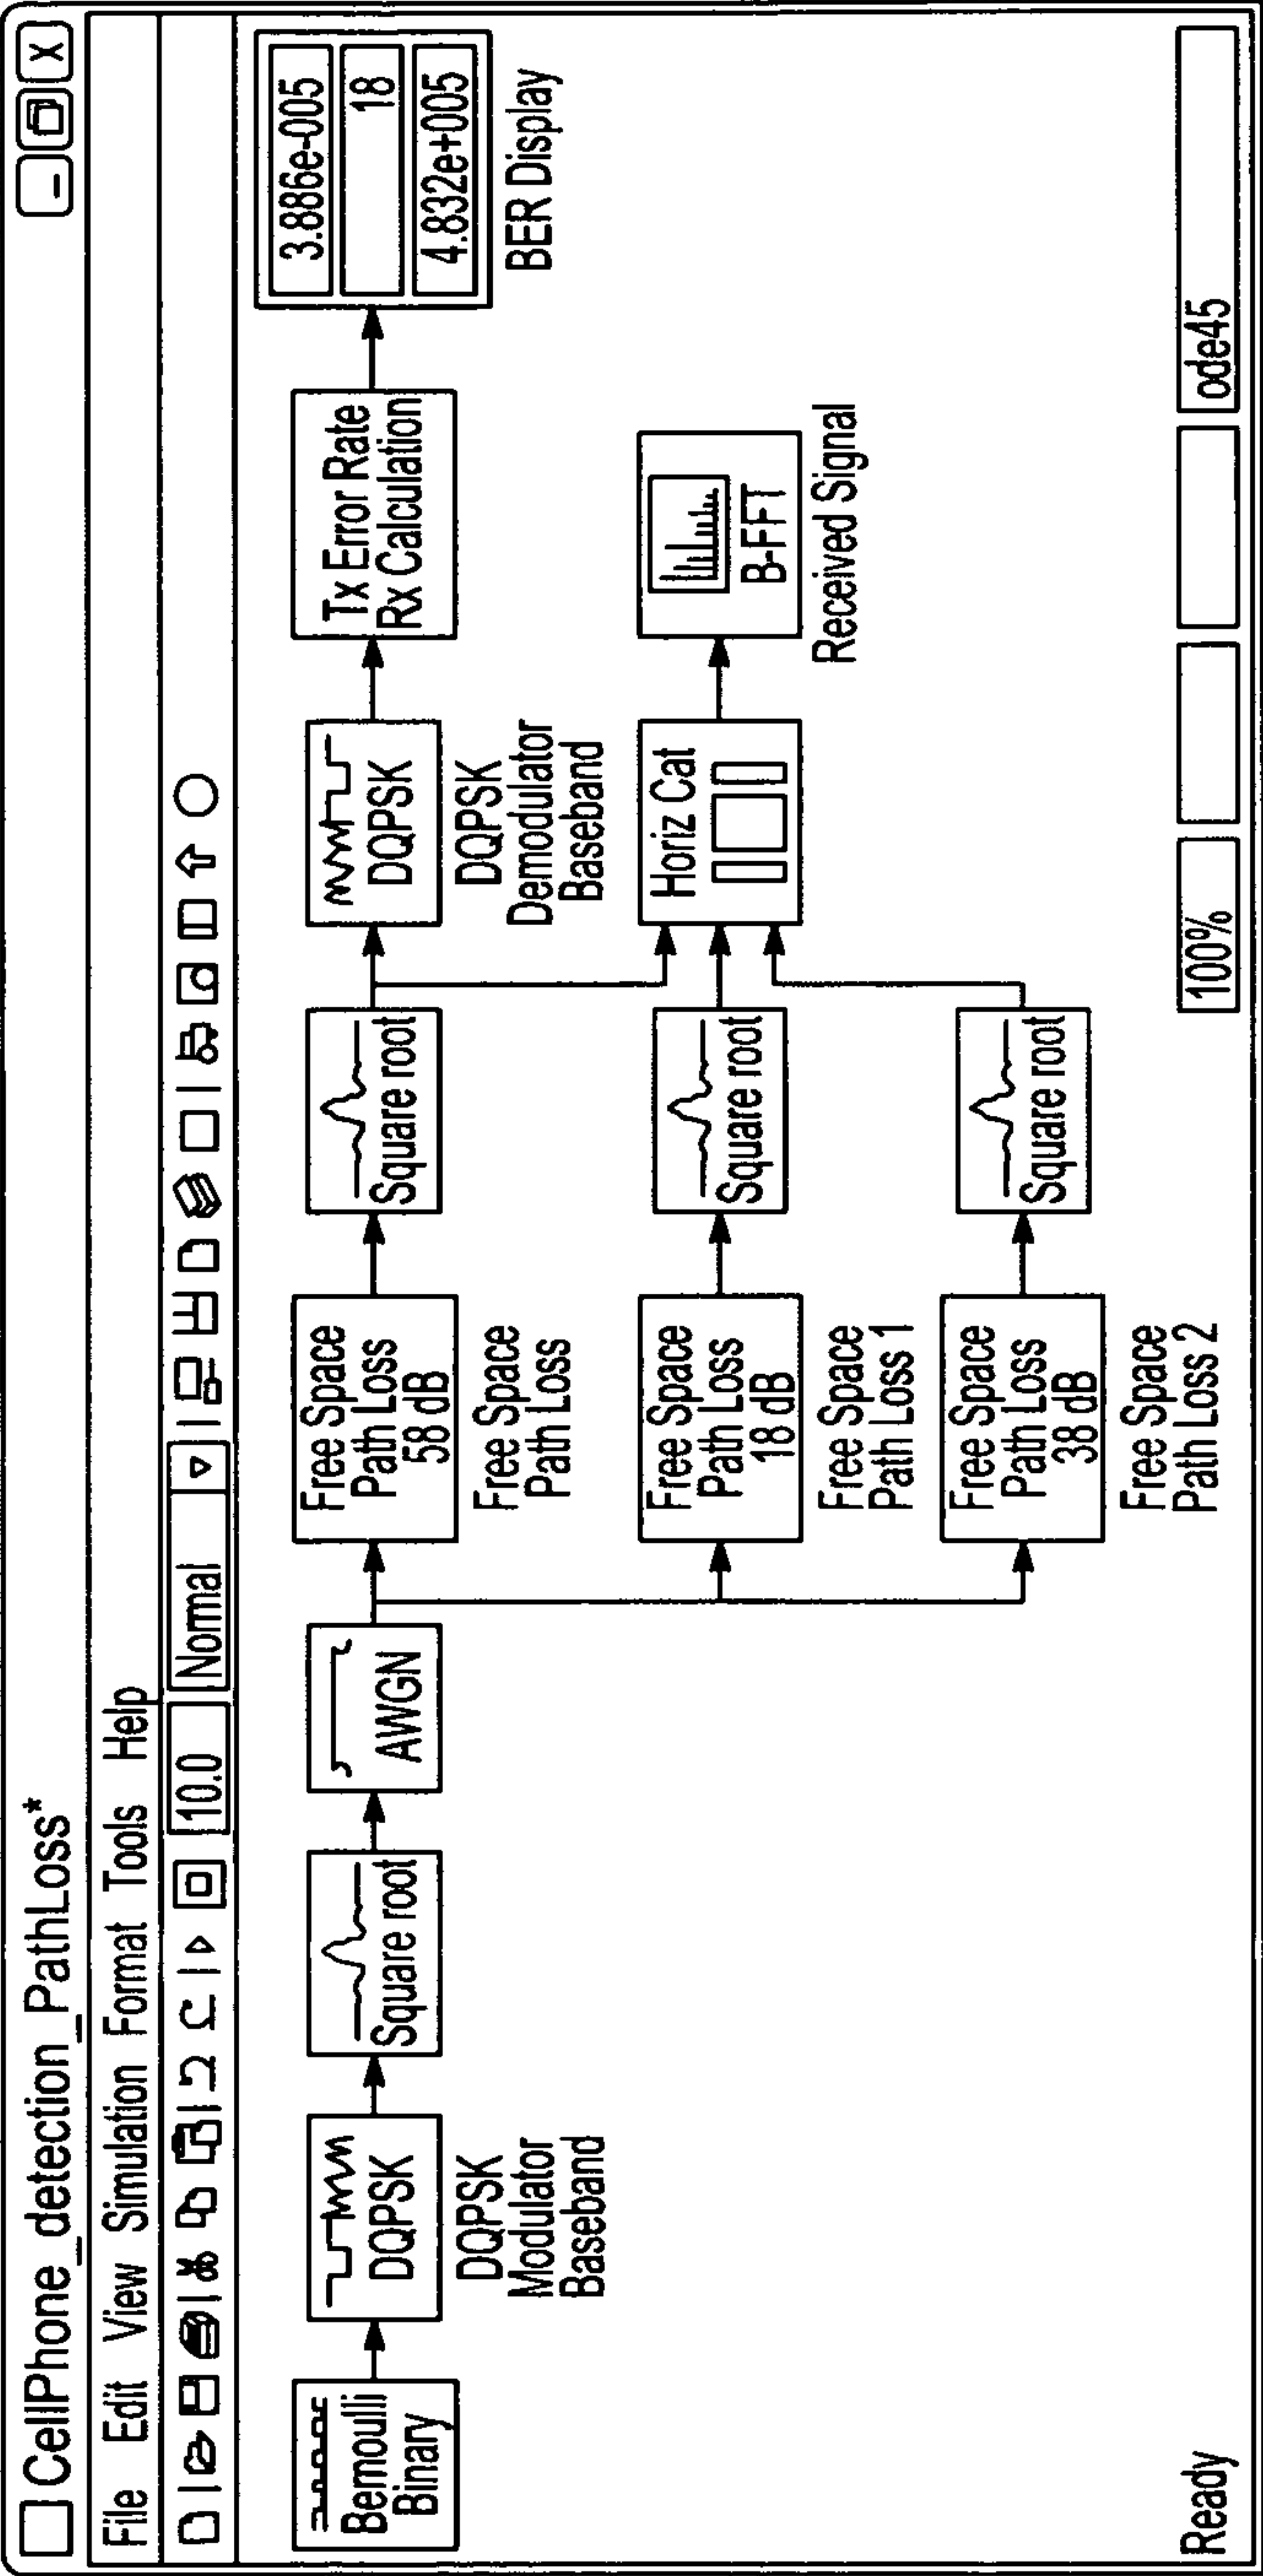 CellPhone_detection_PathLoss*
File Edit View Simulation Format Tools Help
10.0
Normal
Bernoulli
Binary
DQPSK
DQPSK
Modulator
Baseband
Square root
AWGN
Free Space
Path Loss
58 dB
Free Space
Path Loss
Square root
DQPSK
DQPSK
Demodulator
Baseband
Tx Error Rate
Rx Calculation
3.886e-005
18
4.832e+005
BER Display
Free Space
Path Loss
18 dB
Free Space
Path Loss 1
Square root
Horiz Cat
B-FFT
Received Signal
Free Space
Path Loss
38 dB
Free Space
Path Loss 2
Square root
Ready
100%
ode45